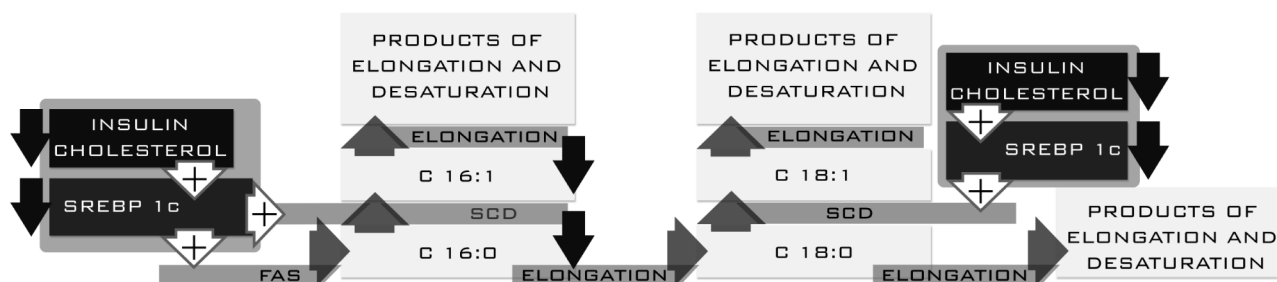 INSULIN
CHOLESTEROL
+
SREBP 1c
+
+
FAS
PRODUCTS OF
ELONGATION AND
DESATURATION
ELONGATION
C 16:1
SCD
C 16:0
ELONGATION
PRODUCTS OF
ELONGATION AND
DESATURATION
ELONGATION
C 18:1
SCD
C 18:0
ELONGATION
INSULIN
CHOLESTEROL
+
SREBP 1c
+
PRODUCTS OF
ELONGATION AND
DESATURATION